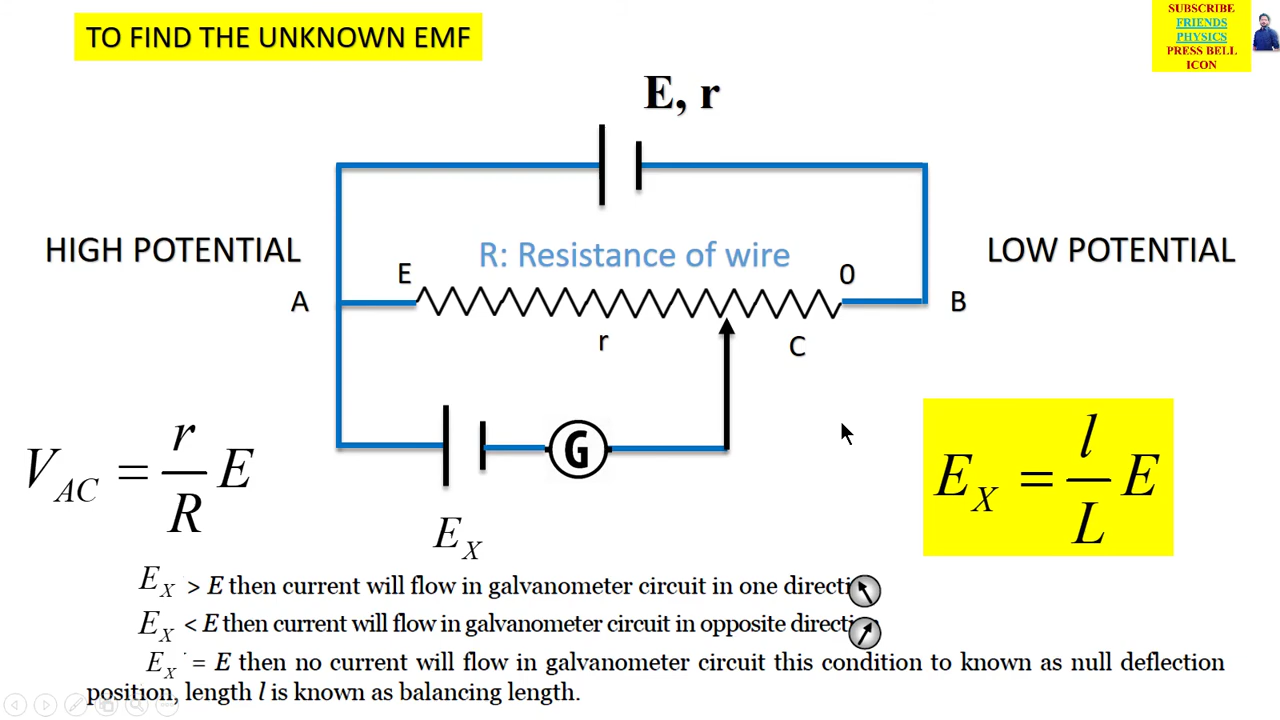 TO FIND THE UNKNOWN EMF
SUBSCRIBE
FRIENDS
PHYSICS
PRESS BELL
ICON
E, r
HIGH POTENTIAL
R: Resistance of wire
LOW POTENTIAL
E
0
A
B
r
C
G
V_AC = r/R E
E_X = l/L E
E_X
E_X > E then current will flow in galvanometer circuit in one directi
E_X < E then current will flow in galvanometer circuit in opposite directi
E_X = E then no current will flow in galvanometer circuit this condition to known as null deflection
position, length l is known as balancing length.